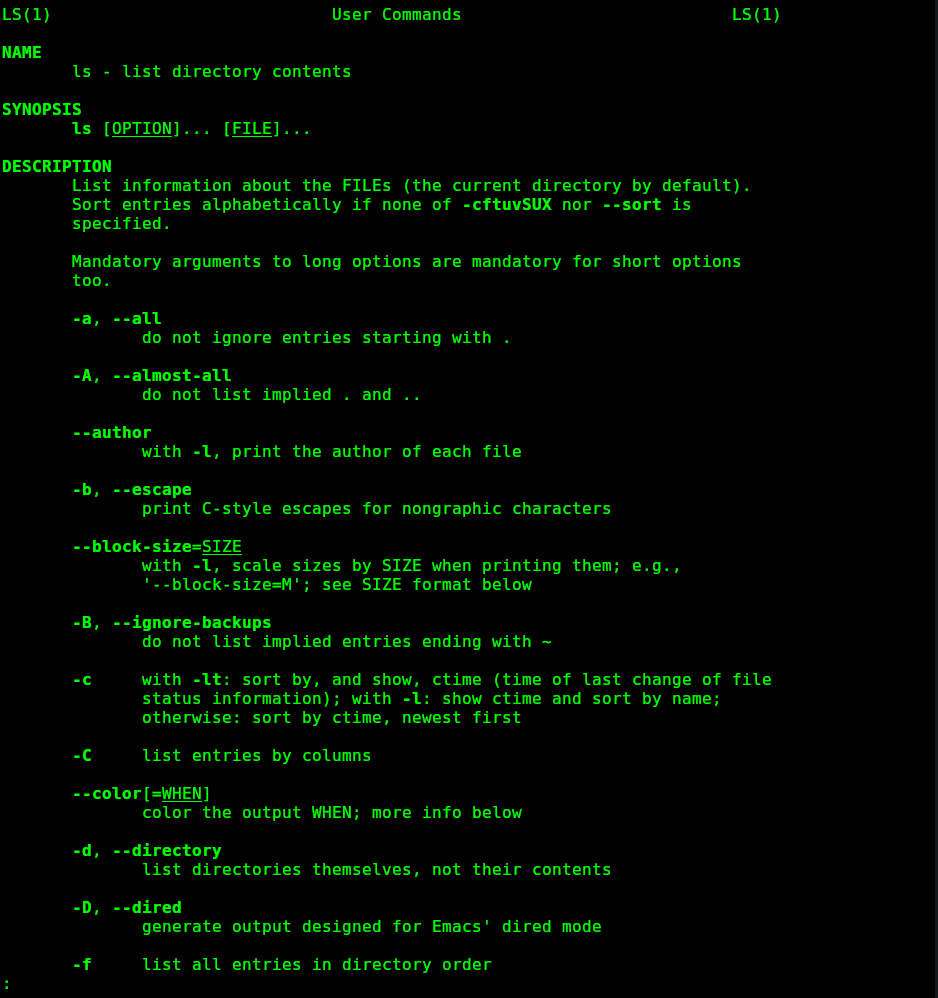 LS(1)                            User Commands                           LS(1)
NAME
ls - list directory contents
SYNOPSIS
ls [OPTION]... [FILE]...
DESCRIPTION
List information about the FILEs (the current directory by default).
Sort entries alphabetically if none of -cftuvSUX nor --sort is
specified.
Mandatory arguments to long options are mandatory for short options
too.
-a, --all
do not ignore entries starting with .
-A, --almost-all
do not list implied . and ..
--author
with -l, print the author of each file
-b, --escape
print C-style escapes for nongraphic characters
--block-size=SIZE
with -l, scale sizes by SIZE when printing them; e.g.,
'--block-size=M'; see SIZE format below
-B, --ignore-backups
do not list implied entries ending with ~
-c     with -lt: sort by, and show, ctime (time of last change of file
status information); with -l: show ctime and sort by name;
otherwise: sort by ctime, newest first
-C     list entries by columns
--color[=WHEN]
color the output WHEN; more info below
-d, --directory
list directories themselves, not their contents
-D, --dired
generate output designed for Emacs' dired mode
-f     list all entries in directory order
: